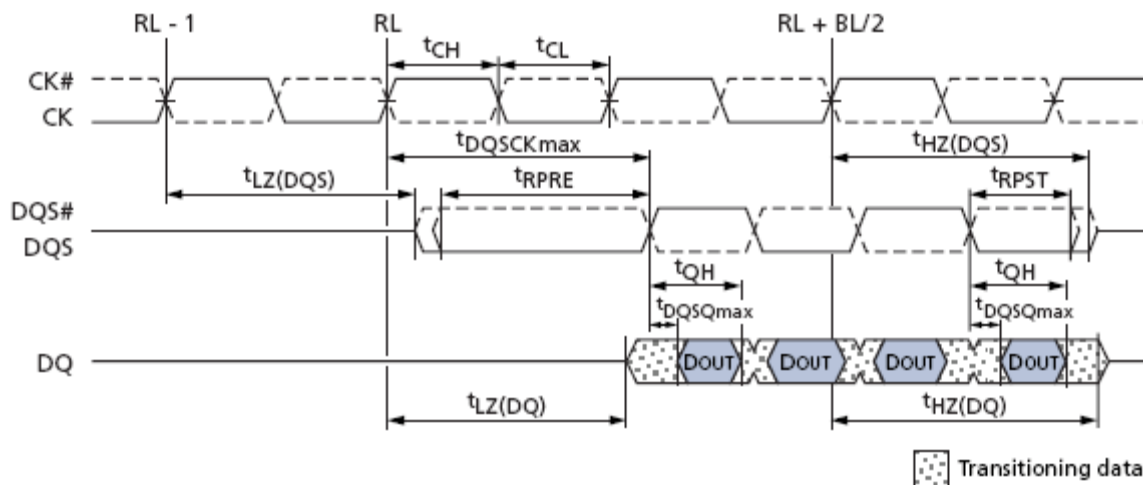 RL - 1 RL RL + BL/2
tCH tCL
CK#
CK
tDQSCKmax tHZ(DQS)
tLZ(DQS) tRPRE tRPST
DQS#
DQS
tQH tQH
tDQSQmax tDQSQmax
DQ DOUT DOUT DOUT DOUT
tLZ(DQ) tHZ(DQ)
Transitioning data